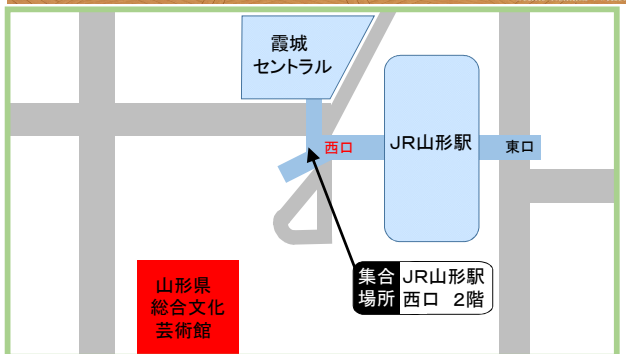 霞城
セントラル
西口
JR山形駅
東口
集合
場所
JR山形駅
西口 2階
山形県
総合文化
芸術館